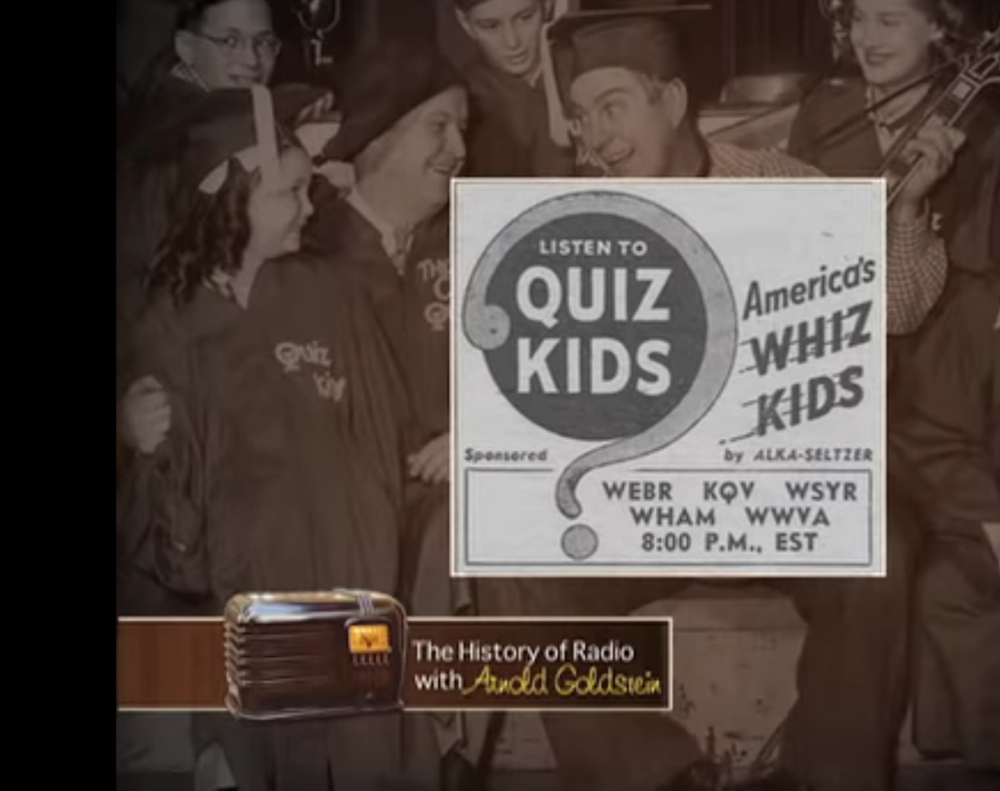 LISTEN TO
QUIZ
KIDS
America's
WHIZ
KIDS
Sponsored by ALKA-SELTZER
WEBR KQV WSYR
WHAM WWVA
8:00 P.M., EST
Quiz
The History of Radio
with Arnold Goldstein